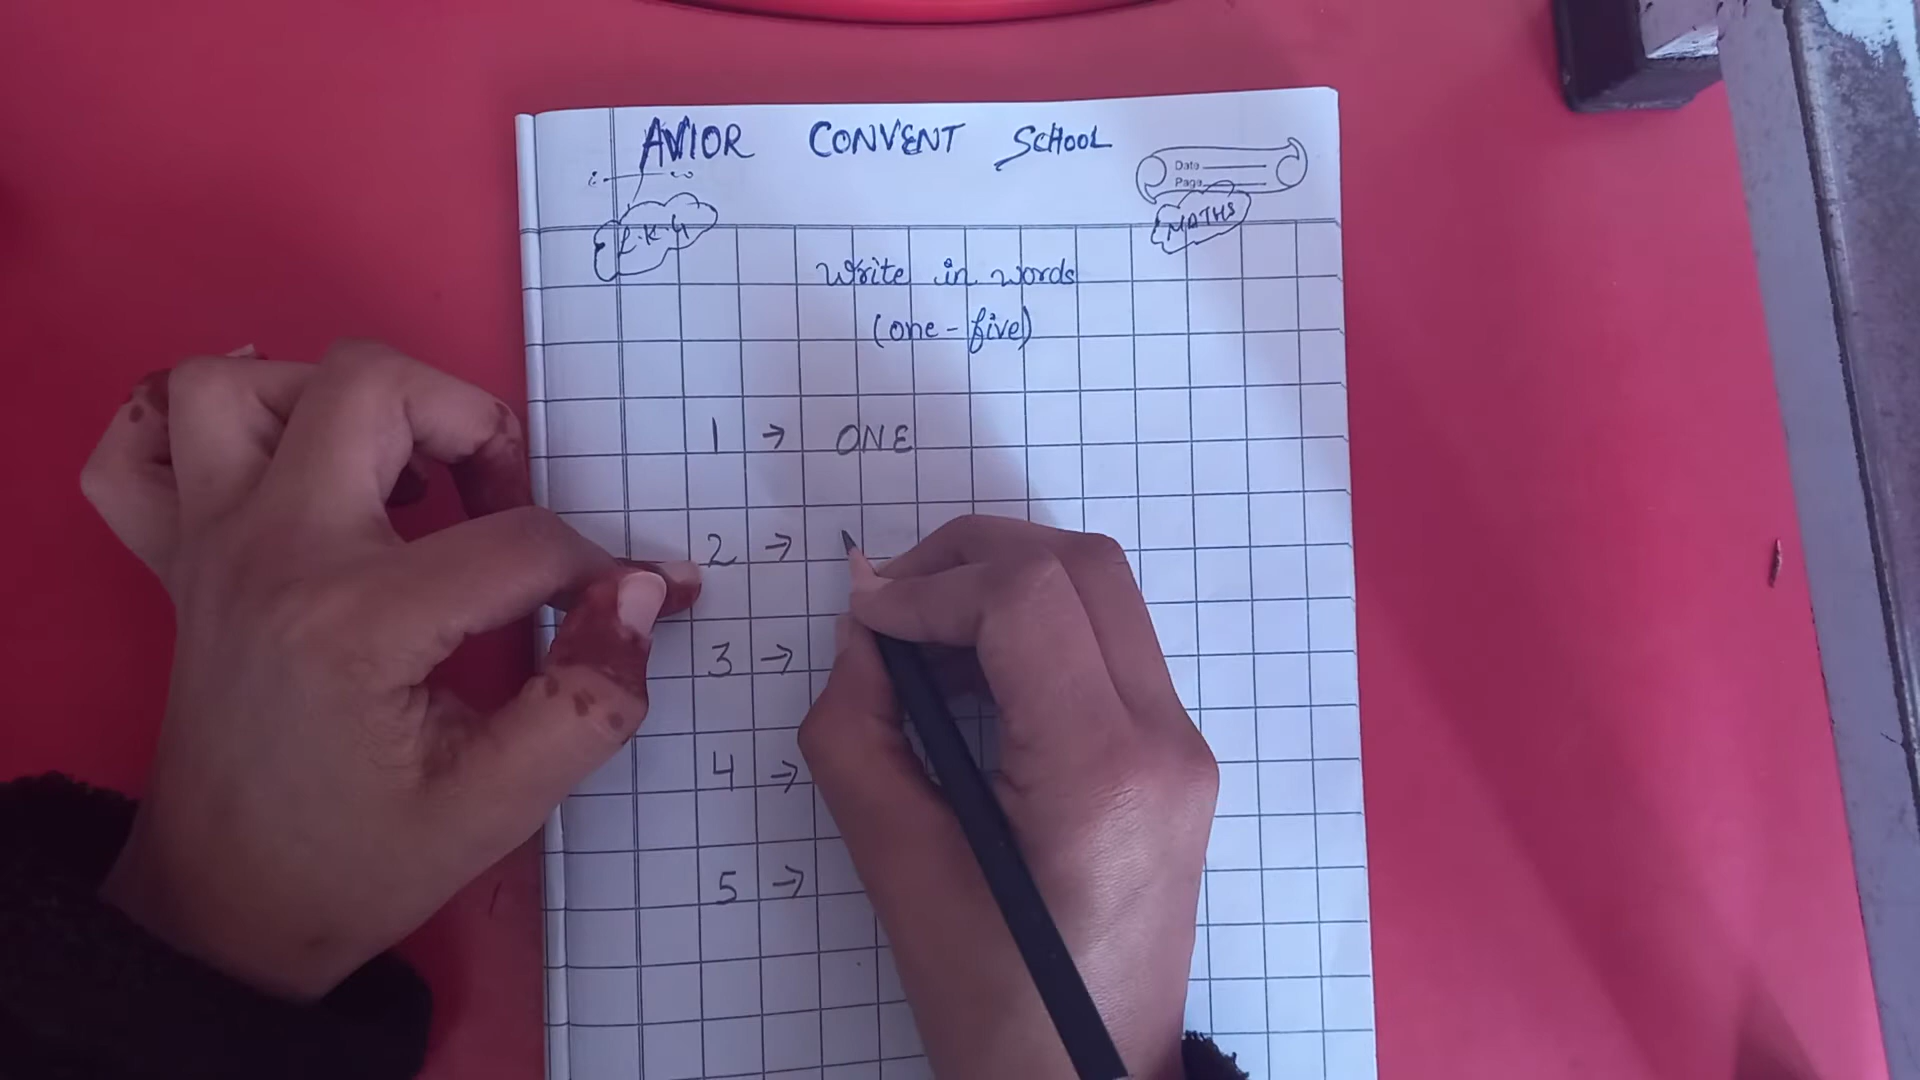 AVIOR CONVENT SCHOOL
Date
Page
L.K.G
MATHS
Write in words
(one - five)
1 → ONE
2 →
3 →
4 →
5 →